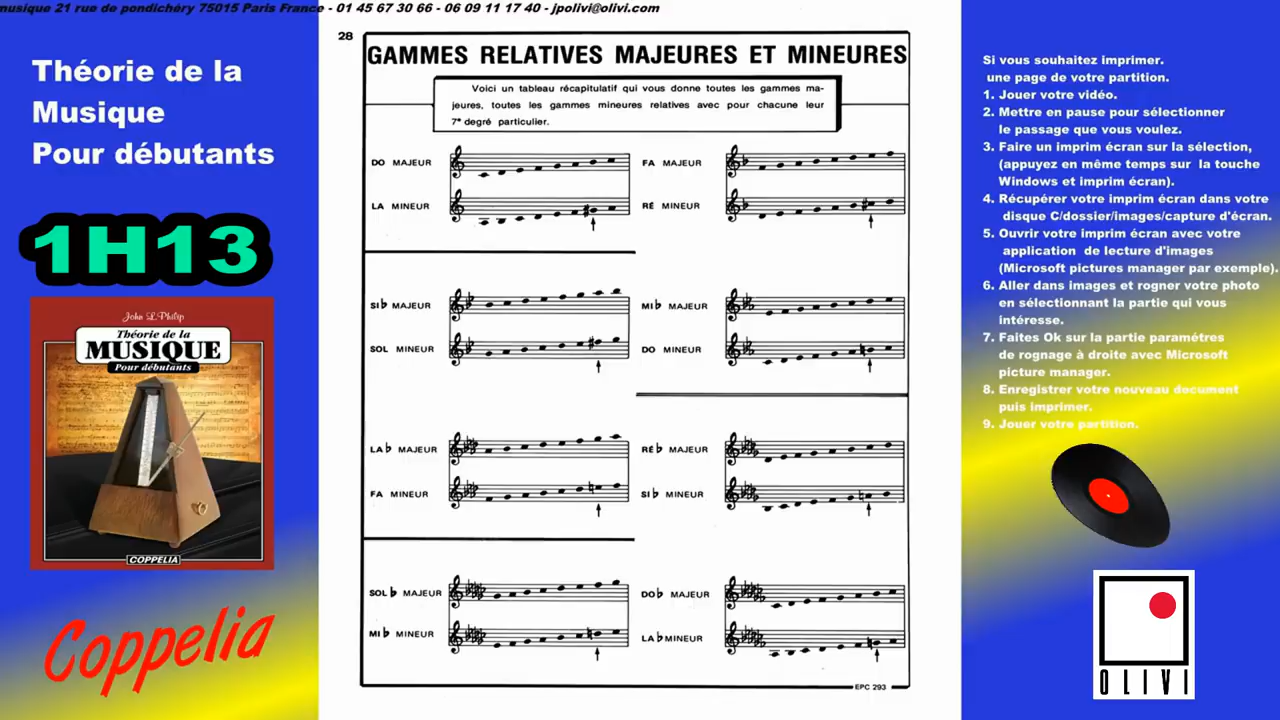 musique 21 rue de pondichéry 75015 Paris France - 01 45 67 30 66 - 06 09 11 17 40 - jpolivi@olivi.com
Théorie de la
Musique
Pour débutants
1H13
John L.Philip
Théorie de la
MUSIQUE
Pour débutants
COPPELIA
Coppelia
28
GAMMES RELATIVES MAJEURES ET MINEURES
Voici un tableau récapitulatif qui vous donne toutes les gammes ma-
jeures, toutes les gammes mineures relatives avec pour chacune leur
7e degré particulier.
DO MAJEUR
FA MAJEUR
LA MINEUR
RÉ MINEUR
SI♭ MAJEUR
MI♭ MAJEUR
SOL MINEUR
DO MINEUR
LA♭ MAJEUR
RÉ♭ MAJEUR
FA MINEUR
SI♭ MINEUR
SOL♭ MAJEUR
DO♭ MAJEUR
MI♭ MINEUR
LA♭ MINEUR
EPC 293
Si vous souhaitez imprimer.
une page de votre partition.
1. Jouer votre vidéo.
2. Mettre en pause pour sélectionner
le passage que vous voulez.
3. Faire un imprim écran sur la sélection,
(appuyez en même temps sur la touche
Windows et imprim écran).
4. Récupérer votre imprim écran dans votre
disque C/dossier/images/capture d'écran.
5. Ouvrir votre imprim écran avec votre
application de lecture d'images
(Microsoft pictures manager par exemple).
6. Aller dans images et rogner votre photo
en sélectionnant la partie qui vous
intéresse.
7. Faites Ok sur la partie paramétres
de rognage à droite avec Microsoft
picture manager.
8. Enregistrer votre nouveau document
puis imprimer.
9. Jouer votre partition.
OLIVI